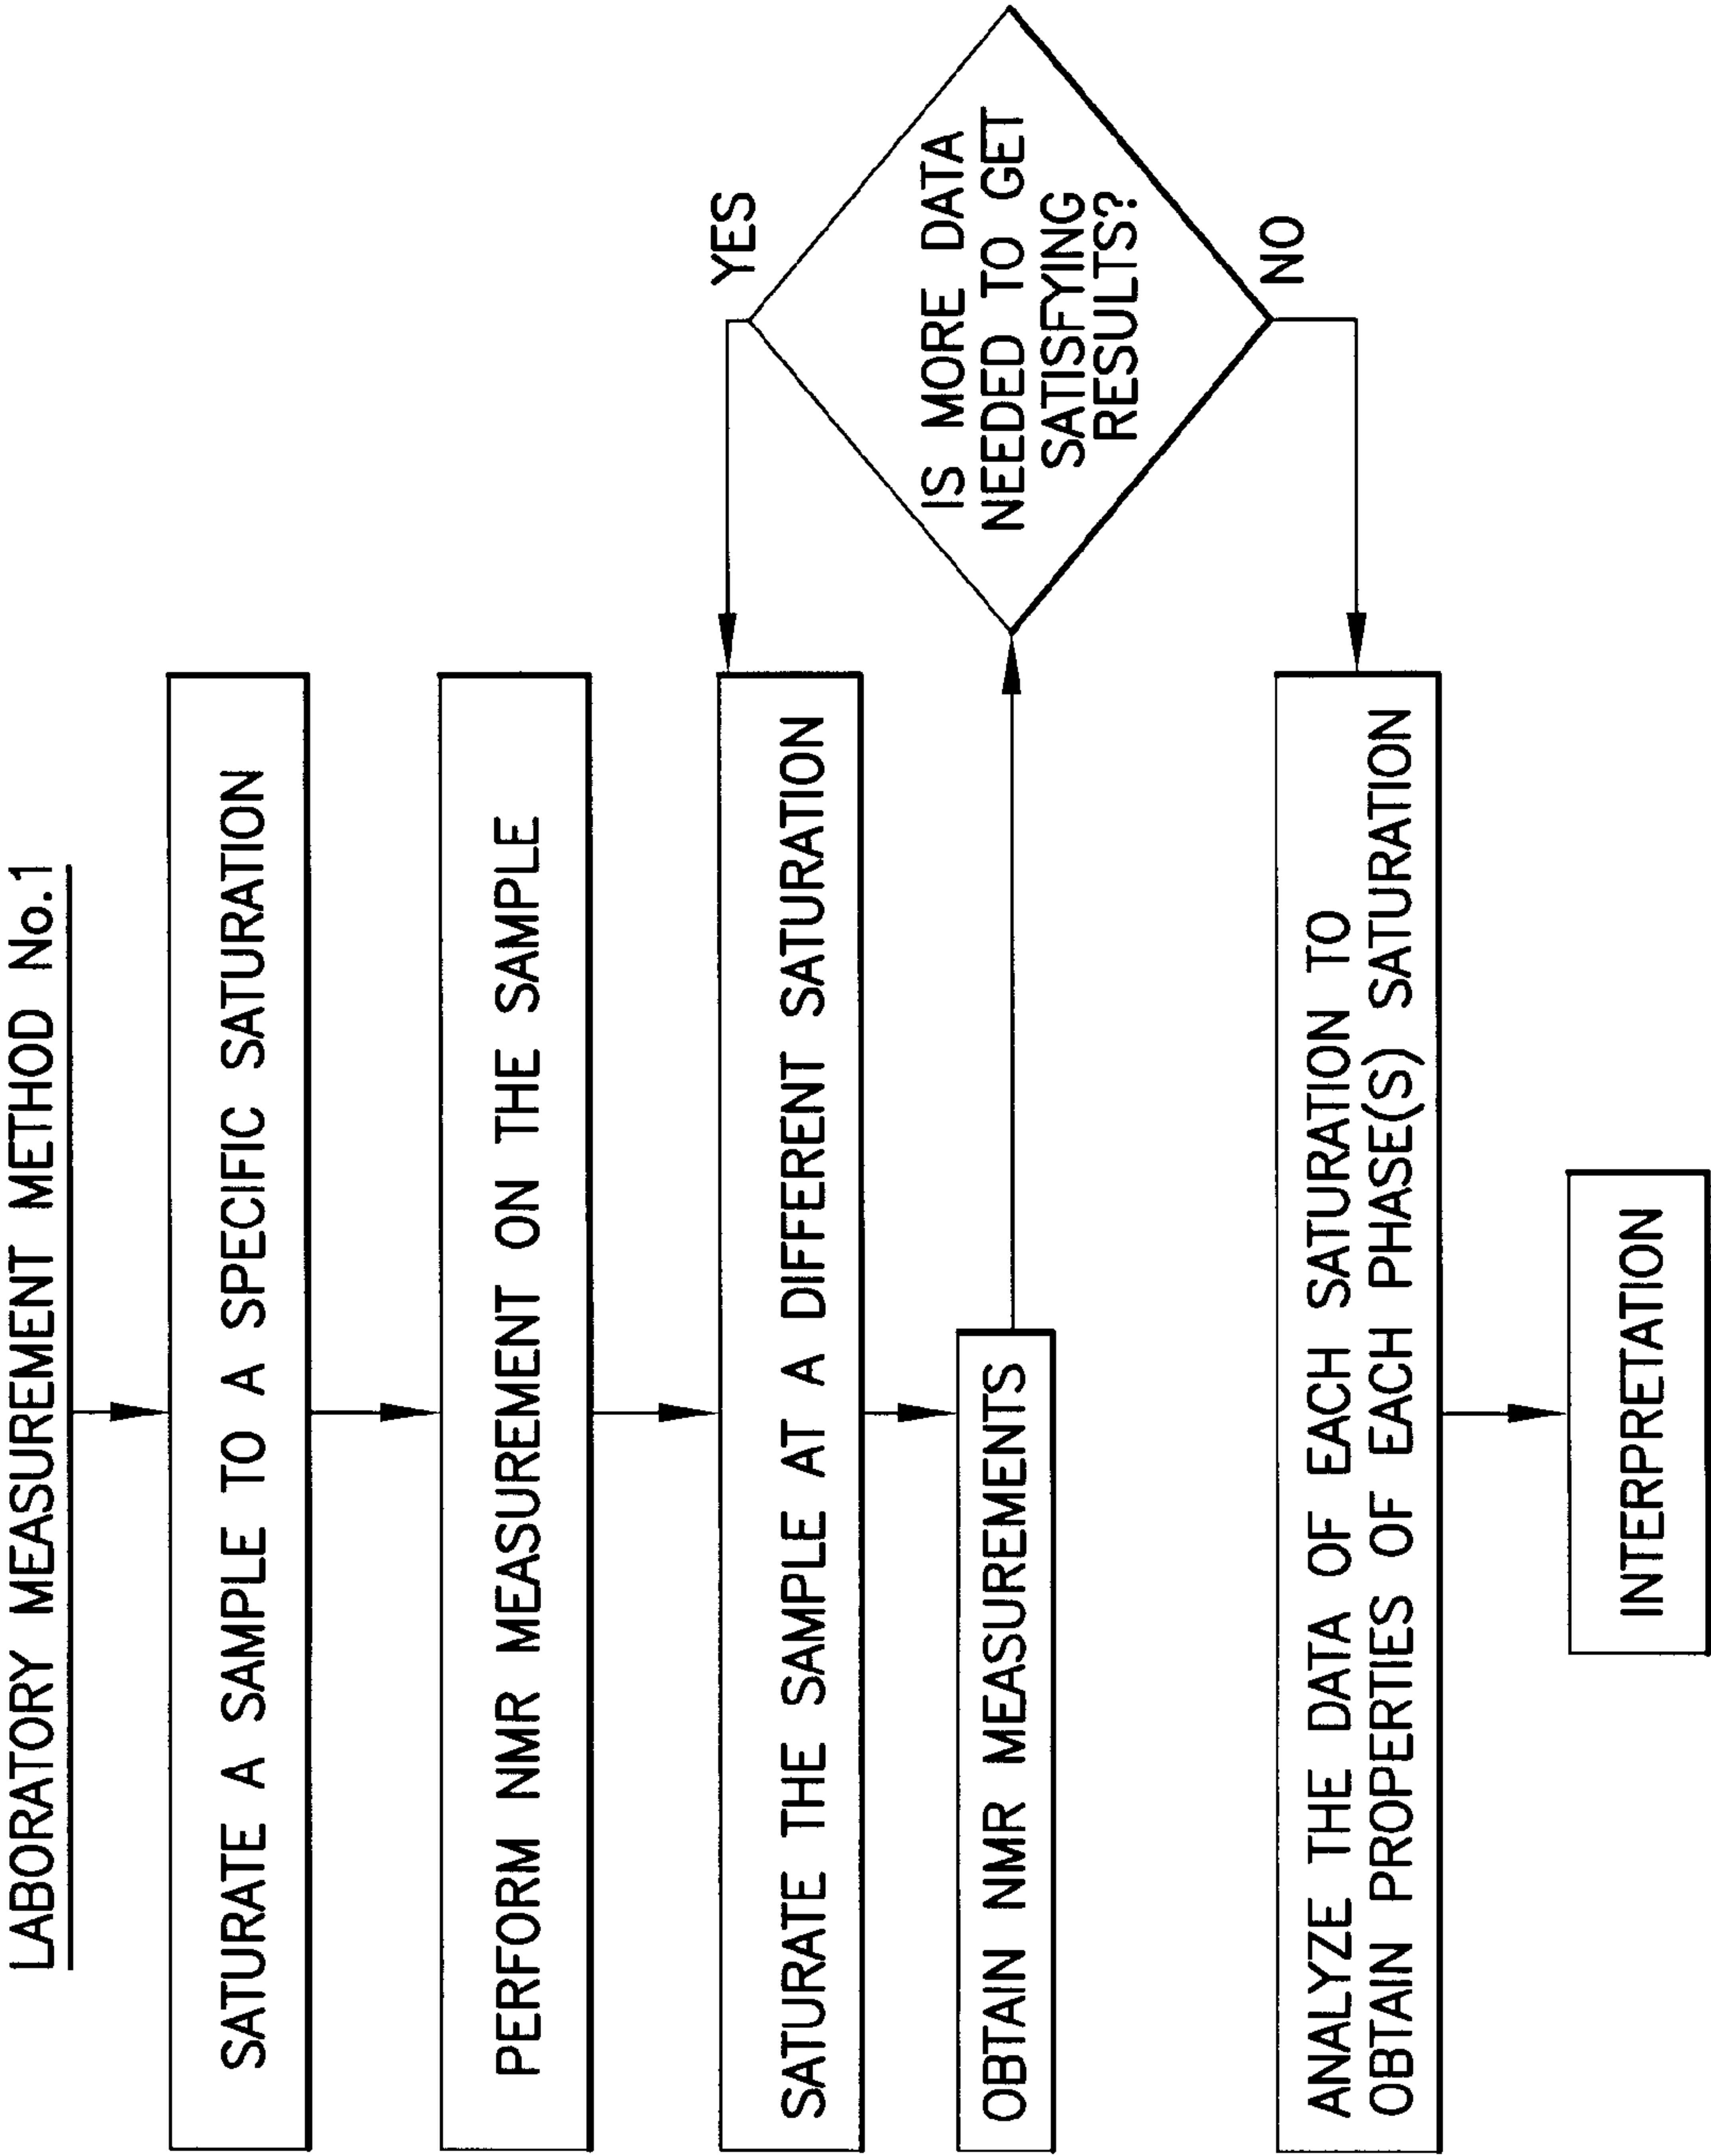 LABORATORY MEASUREMENT METHOD No.1
SATURATE A SAMPLE TO A SPECIFIC SATURATION
PERFORM NMR MEASUREMENT ON THE SAMPLE
SATURATE THE SAMPLE AT A DIFFERENT SATURATION
YES
OBTAIN NMR MEASUREMENTS
IS MORE DATA
NEEDED TO GET
SATISFYING
RESULTS?
NO
ANALYZE THE DATA OF EACH SATURATION TO
OBTAIN PROPERTIES OF EACH PHASE(S) SATURATION
INTERPRETATION